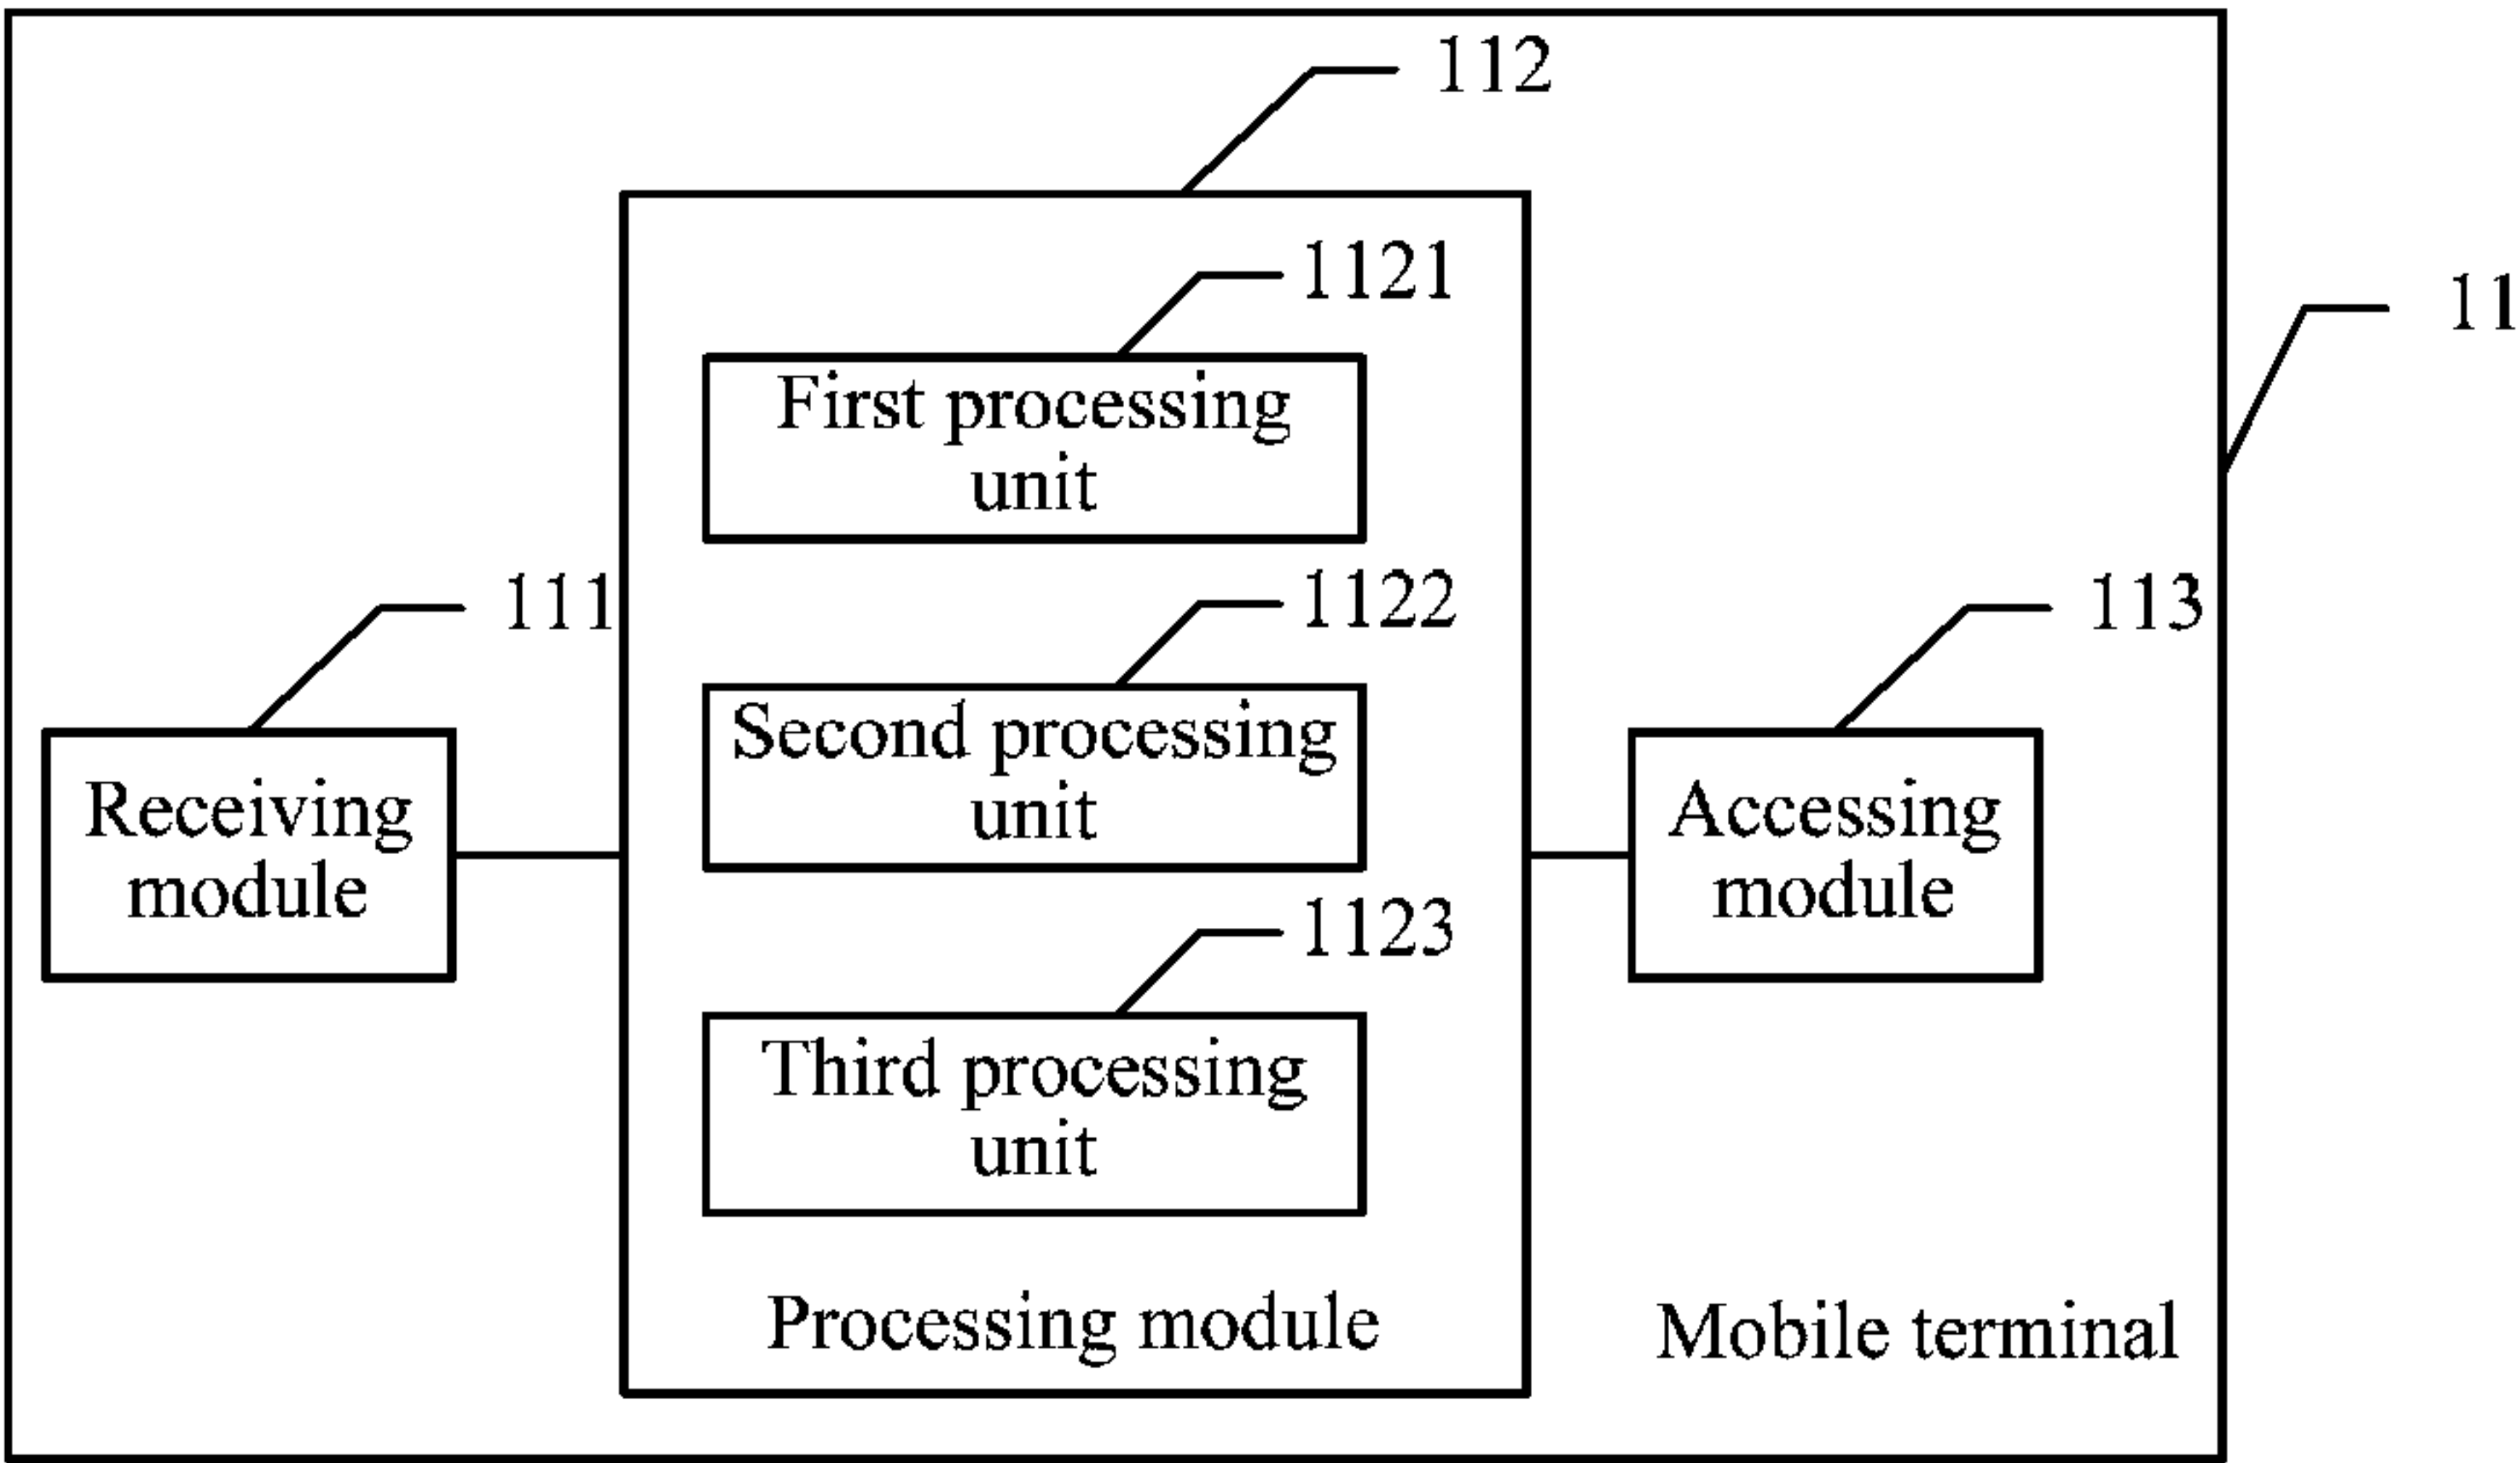 112
1121
11
First processing
unit
111
1122
113
Second processing
unit
Receiving
module
Accessing
module
1123
Third processing
unit
Processing module
Mobile terminal